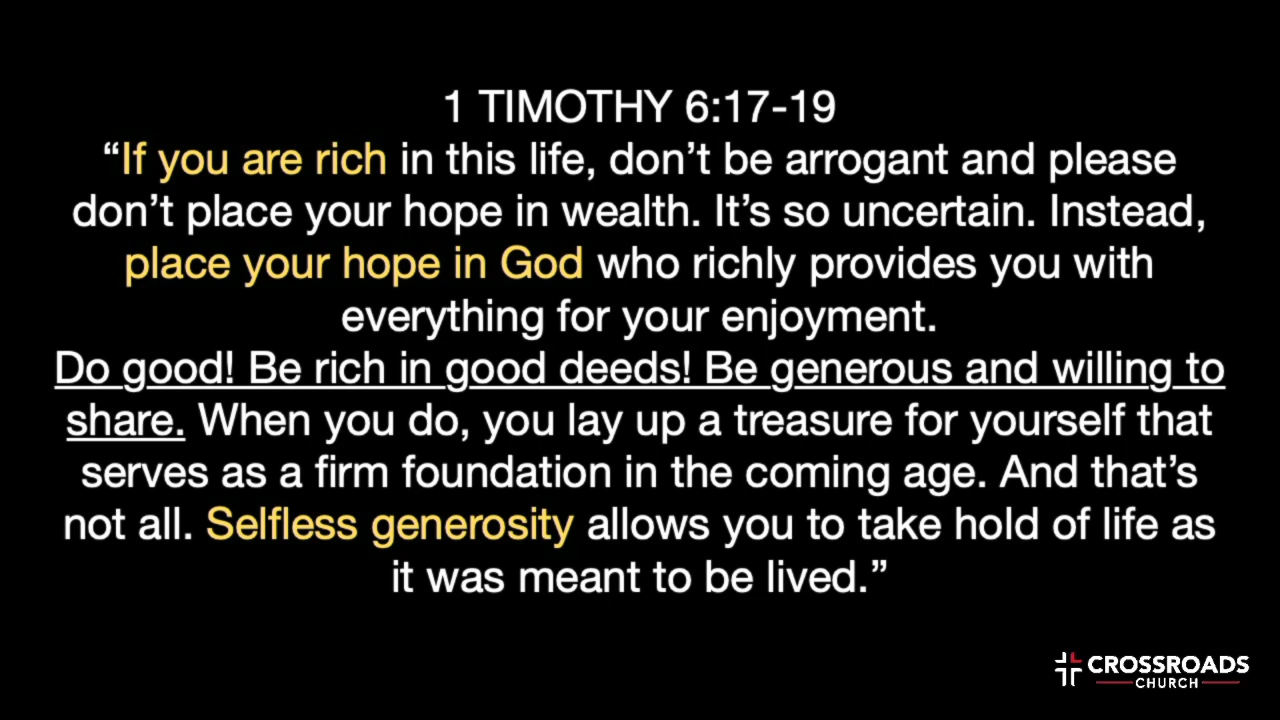 1 TIMOTHY 6:17-19
“If you are rich in this life, don’t be arrogant and please
don’t place your hope in wealth. It’s so uncertain. Instead,
place your hope in God who richly provides you with
everything for your enjoyment.
Do good! Be rich in good deeds! Be generous and willing to
share. When you do, you lay up a treasure for yourself that
serves as a firm foundation in the coming age. And that’s
not all. Selfless generosity allows you to take hold of life as
it was meant to be lived.”
CROSSROADS
CHURCH